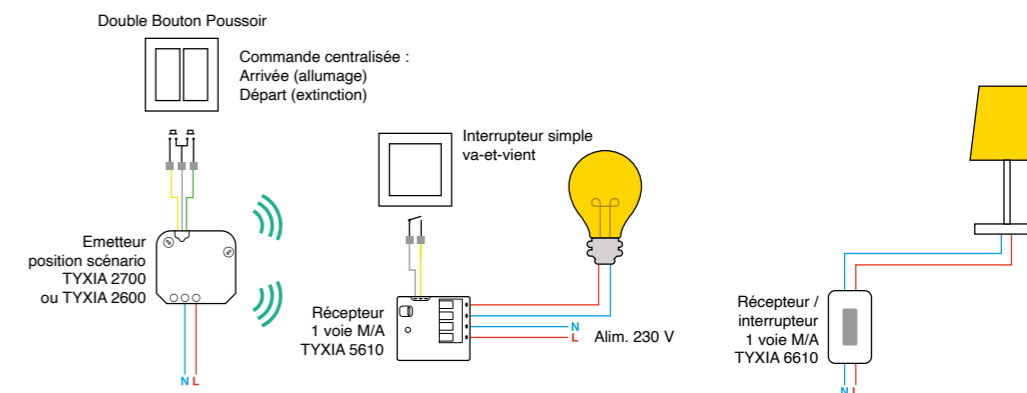 Double Bouton Poussoir
Commande centralisée :
Arrivée (allumage)
Départ (extinction)
Interrupteur simple
va-et-vient
Emetteur
position scénario
TYXIA 2700
ou TYXIA 2600
N L
Récepteur
1 voie M/A
TYXIA 5610
N
L
Alim. 230 V
Récepteur /
interrupteur
1 voie M/A
TYXIA 6610
N L